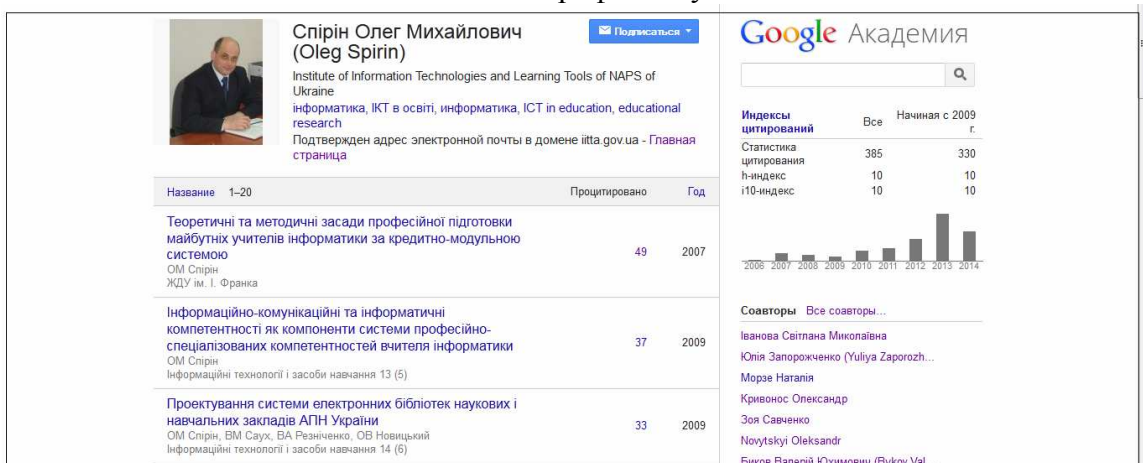 Спірін Олег Михайлович
(Oleg Spirin)
Подписаться
Institute of Information Technologies and Learning Tools of NAPS of
Ukraine
інформатика, ІКТ в освіті, информатика, ICT in education, educational
research
Подтвержден адрес электронной почты в домене iitta.gov.ua - Главная
страница
Название 1–20 Процитировано Год
Теоретичні та методичні засади професійної підготовки
майбутніх учителів інформатики за кредитно-модульною
системою 49 2007
ОМ Спірін
ЖДУ ім. І. Франка
Інформаційно-комунікаційні та інформатичні
компетентності як компоненти системи професійно-
спеціалізованих компетентностей вчителя інформатики 37 2009
ОМ Спірін
Інформаційні технології і засоби навчання 13 (5)
Проектування системи електронних бібліотек наукових і
навчальних закладів АПН України 33 2009
ОМ Спірін, ВМ Саух, ВА Резніченко, ОВ Новицький
Інформаційні технології і засоби навчання 14 (6)
Google Академия
Индексы
цитирований Все Начиная с 2009
г.
Статистика
цитирования 385 330
h-индекс 10 10
i10-индекс 10 10
2006 2007 2008 2009 2010 2011 2012 2013 2014
Соавторы Все соавторы...
Іванова Світлана Миколаївна
Юлія Запорожченко (Yuliya Zaporozh...
Морзе Наталія
Кривонос Олександр
Зоя Савченко
Novytskyi Oleksandr
Биков Валерій Юхимович (Bykov Val...